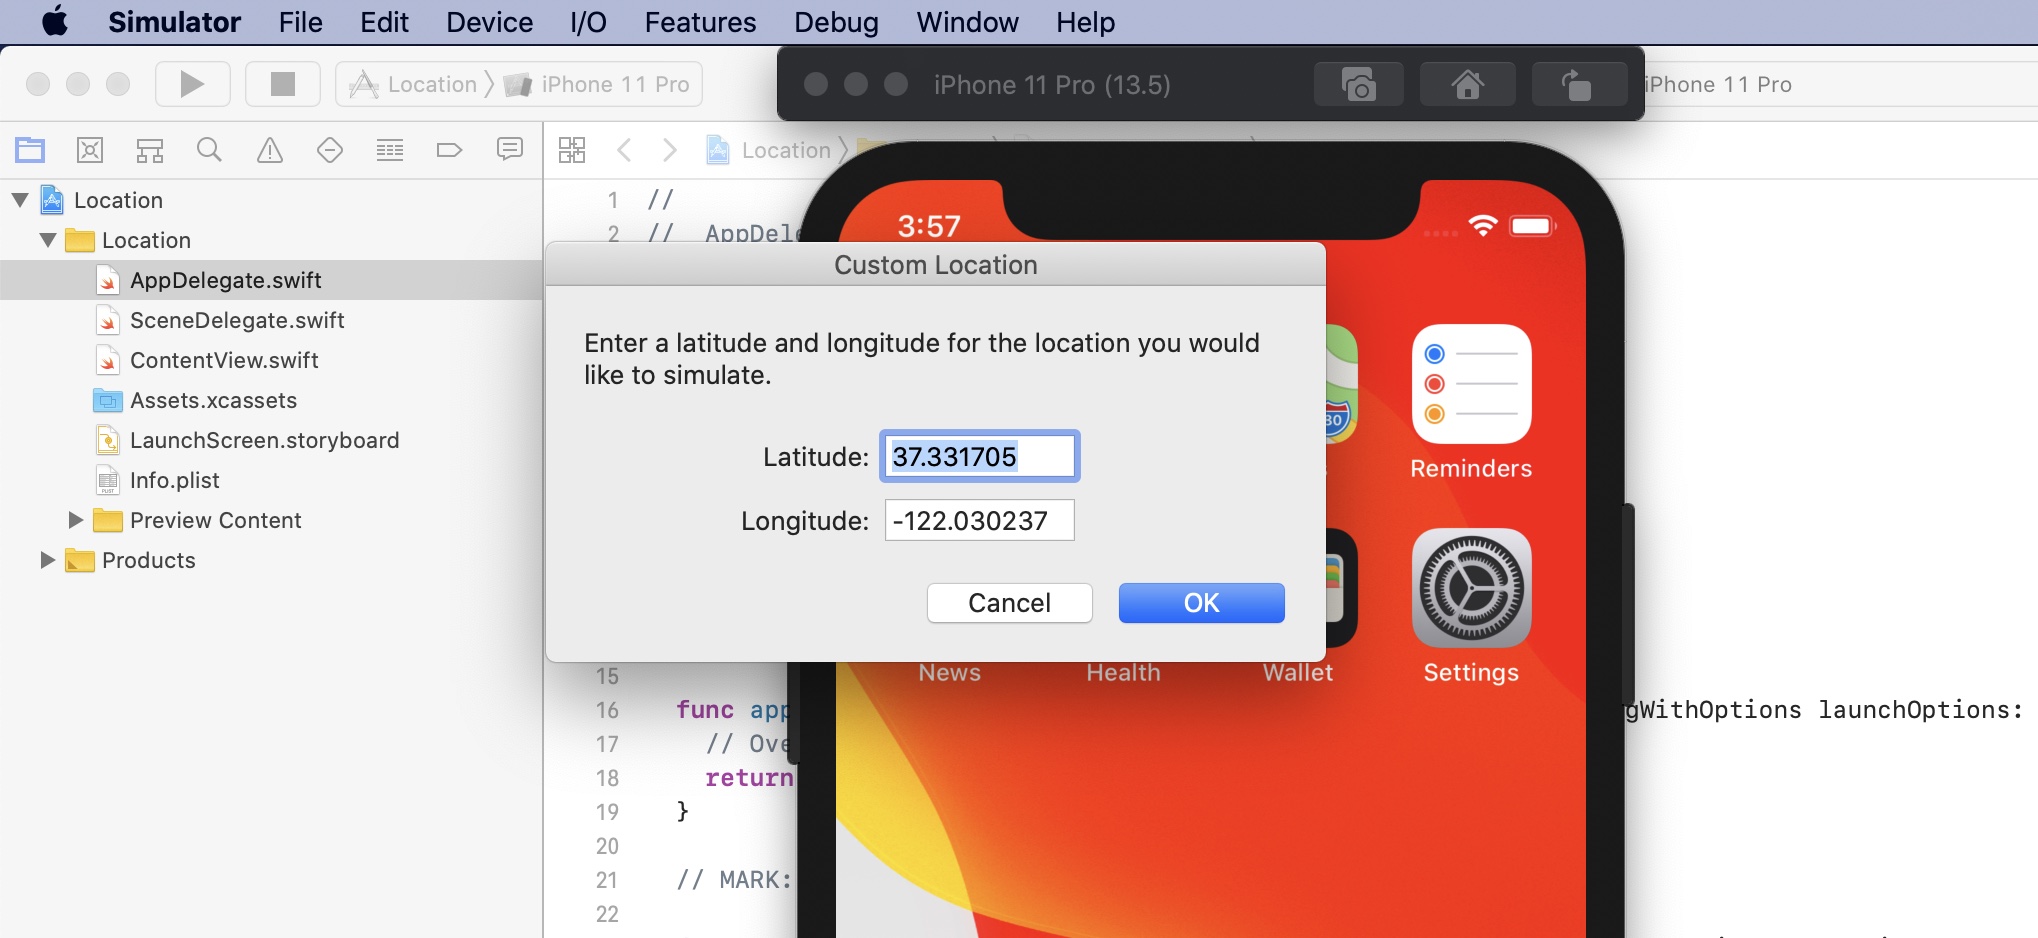 Simulator File Edit Device I/O Features Debug Window Help
Location iPhone 11 Pro
iPhone 11 Pro (13.5)
iPhone 11 Pro
Location
Location
Location
AppDelegate.swift
SceneDelegate.swift
ContentView.swift
Assets.xcassets
LaunchScreen.storyboard
Info.plist
Preview Content
Products
1 //
2 // AppDele
3:57
Custom Location
Enter a latitude and longitude for the location you would
like to simulate.
Latitude: 37.331705
Longitude: -122.030237
Cancel OK
Reminders
News Health Wallet Settings
15
16 func app gWithOptions launchOptions:
17 // Ove
18 return
19 }
20
21 // MARK:
22